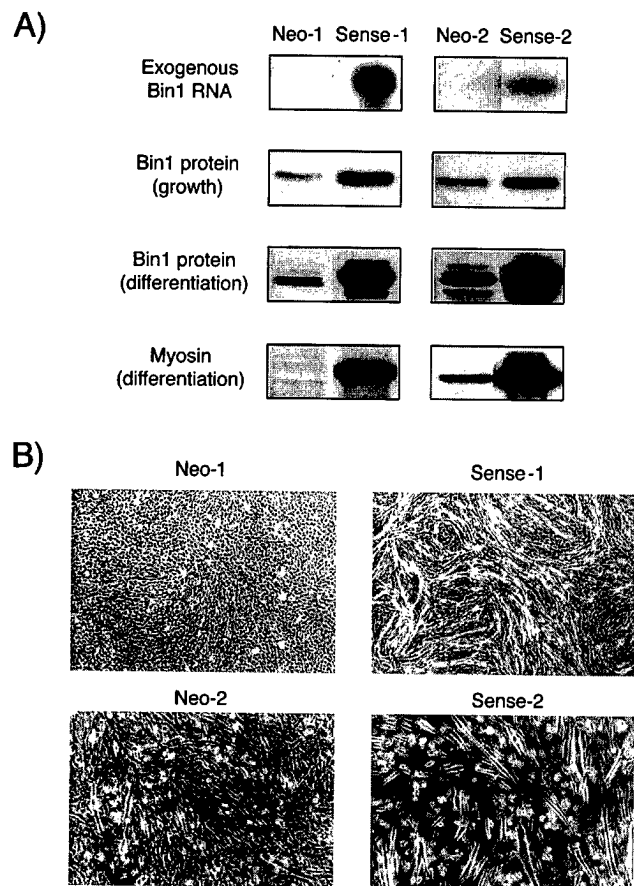 A)
Neo-1 Sense-1 Neo-2 Sense-2
Exogenous
Bin1 RNA
Bin1 protein
(growth)
Bin1 protein
(differentiation)
Myosin
(differentiation)
B)
Neo-1 Sense-1
Neo-2 Sense-2